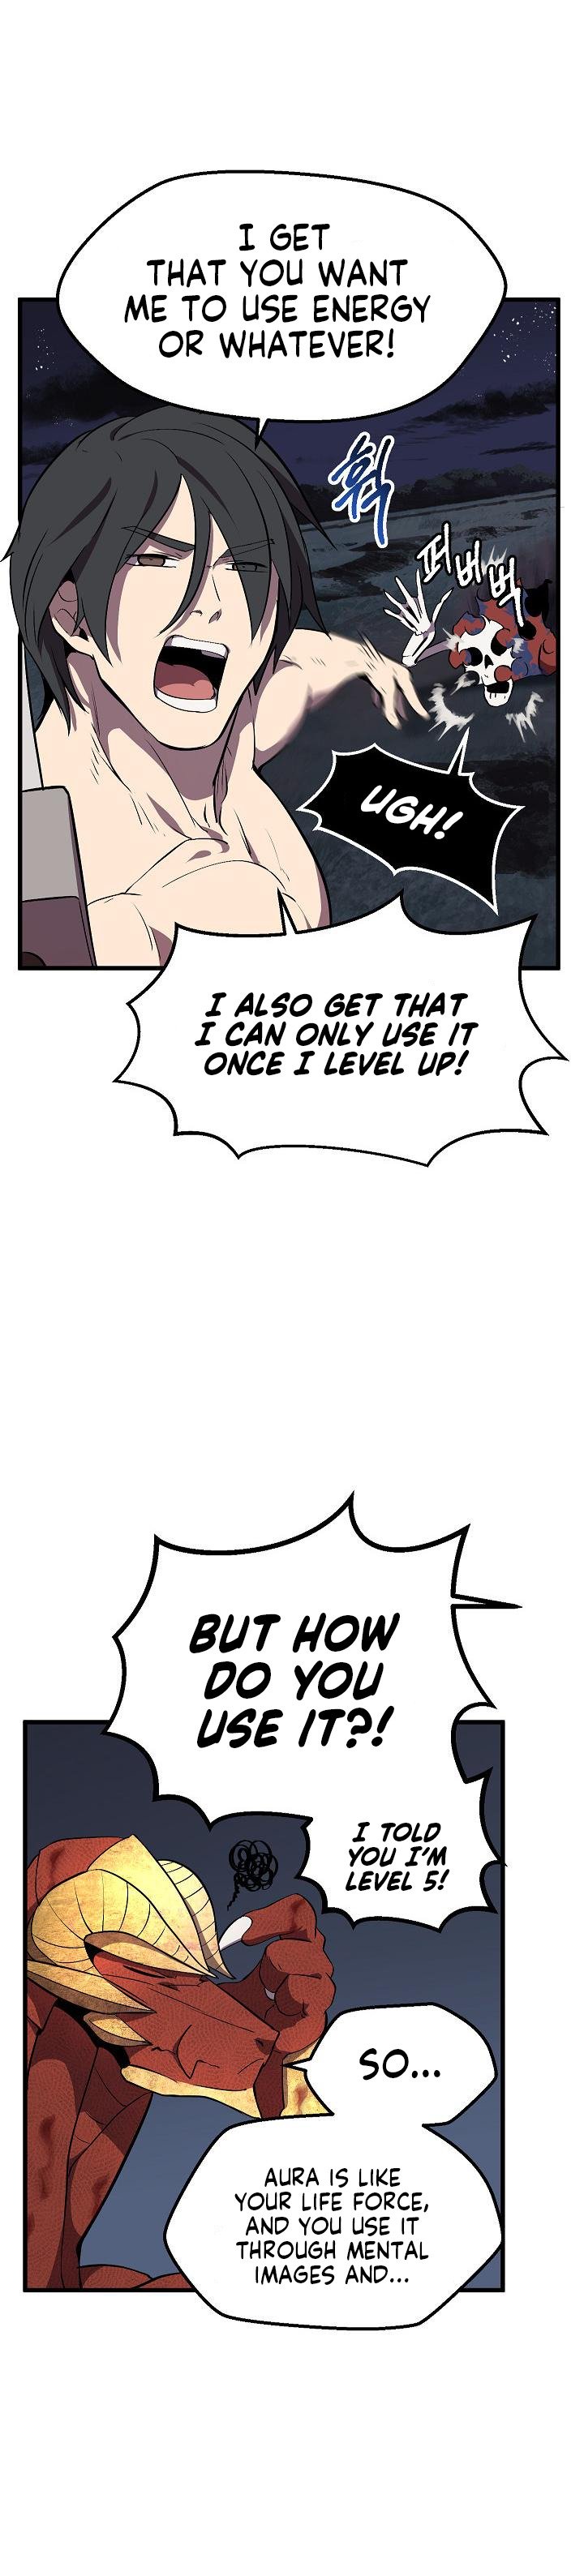 I GET
THAT YOU WANT
ME TO USE ENERGY
OR WHATEVER!
휙
퍼버벅
UGH!
I ALSO GET THAT
I CAN ONLY USE IT
ONCE I LEVEL UP!
BUT HOW
DO YOU
USE IT?!
I TOLD
YOU I'M
LEVEL 5!
SO...
AURA IS LIKE
YOUR LIFE FORCE,
AND YOU USE IT
THROUGH MENTAL
IMAGES AND...